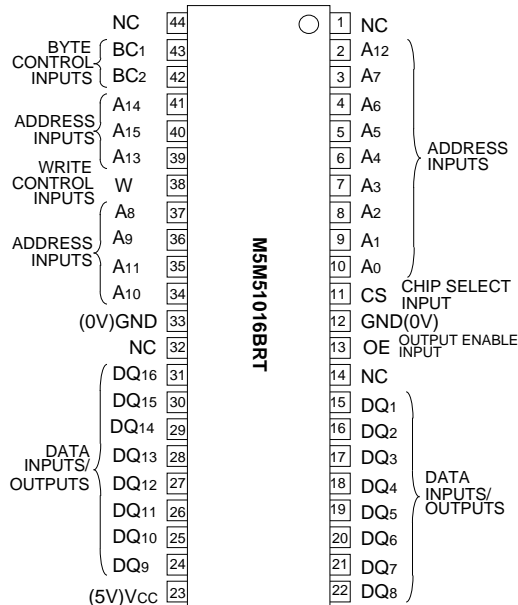 NC 44
BYTE CONTROL INPUTS
BC1 43
BC2 42
ADDRESS INPUTS
A14 41
A15 40
A13 39
WRITE CONTROL INPUTS
W 38
ADDRESS INPUTS
A8 37
A9 36
A11 35
A10 34
(0V)GND 33
NC 32
DATA INPUTS/ OUTPUTS
DQ16 31
DQ15 30
DQ14 29
DQ13 28
DQ12 27
DQ11 26
DQ10 25
DQ9 24
(5V)VCC 23
M5M51016BRT
1 NC
2 A12
3 A7
4 A6
5 A5
6 A4
7 A3
8 A2
9 A1
10 A0
ADDRESS INPUTS
11 CS CHIP SELECT INPUT
12 GND(0V)
13 OE OUTPUT ENABLE INPUT
14 NC
15 DQ1
16 DQ2
17 DQ3
18 DQ4
19 DQ5
20 DQ6
21 DQ7
22 DQ8
DATA INPUTS/ OUTPUTS